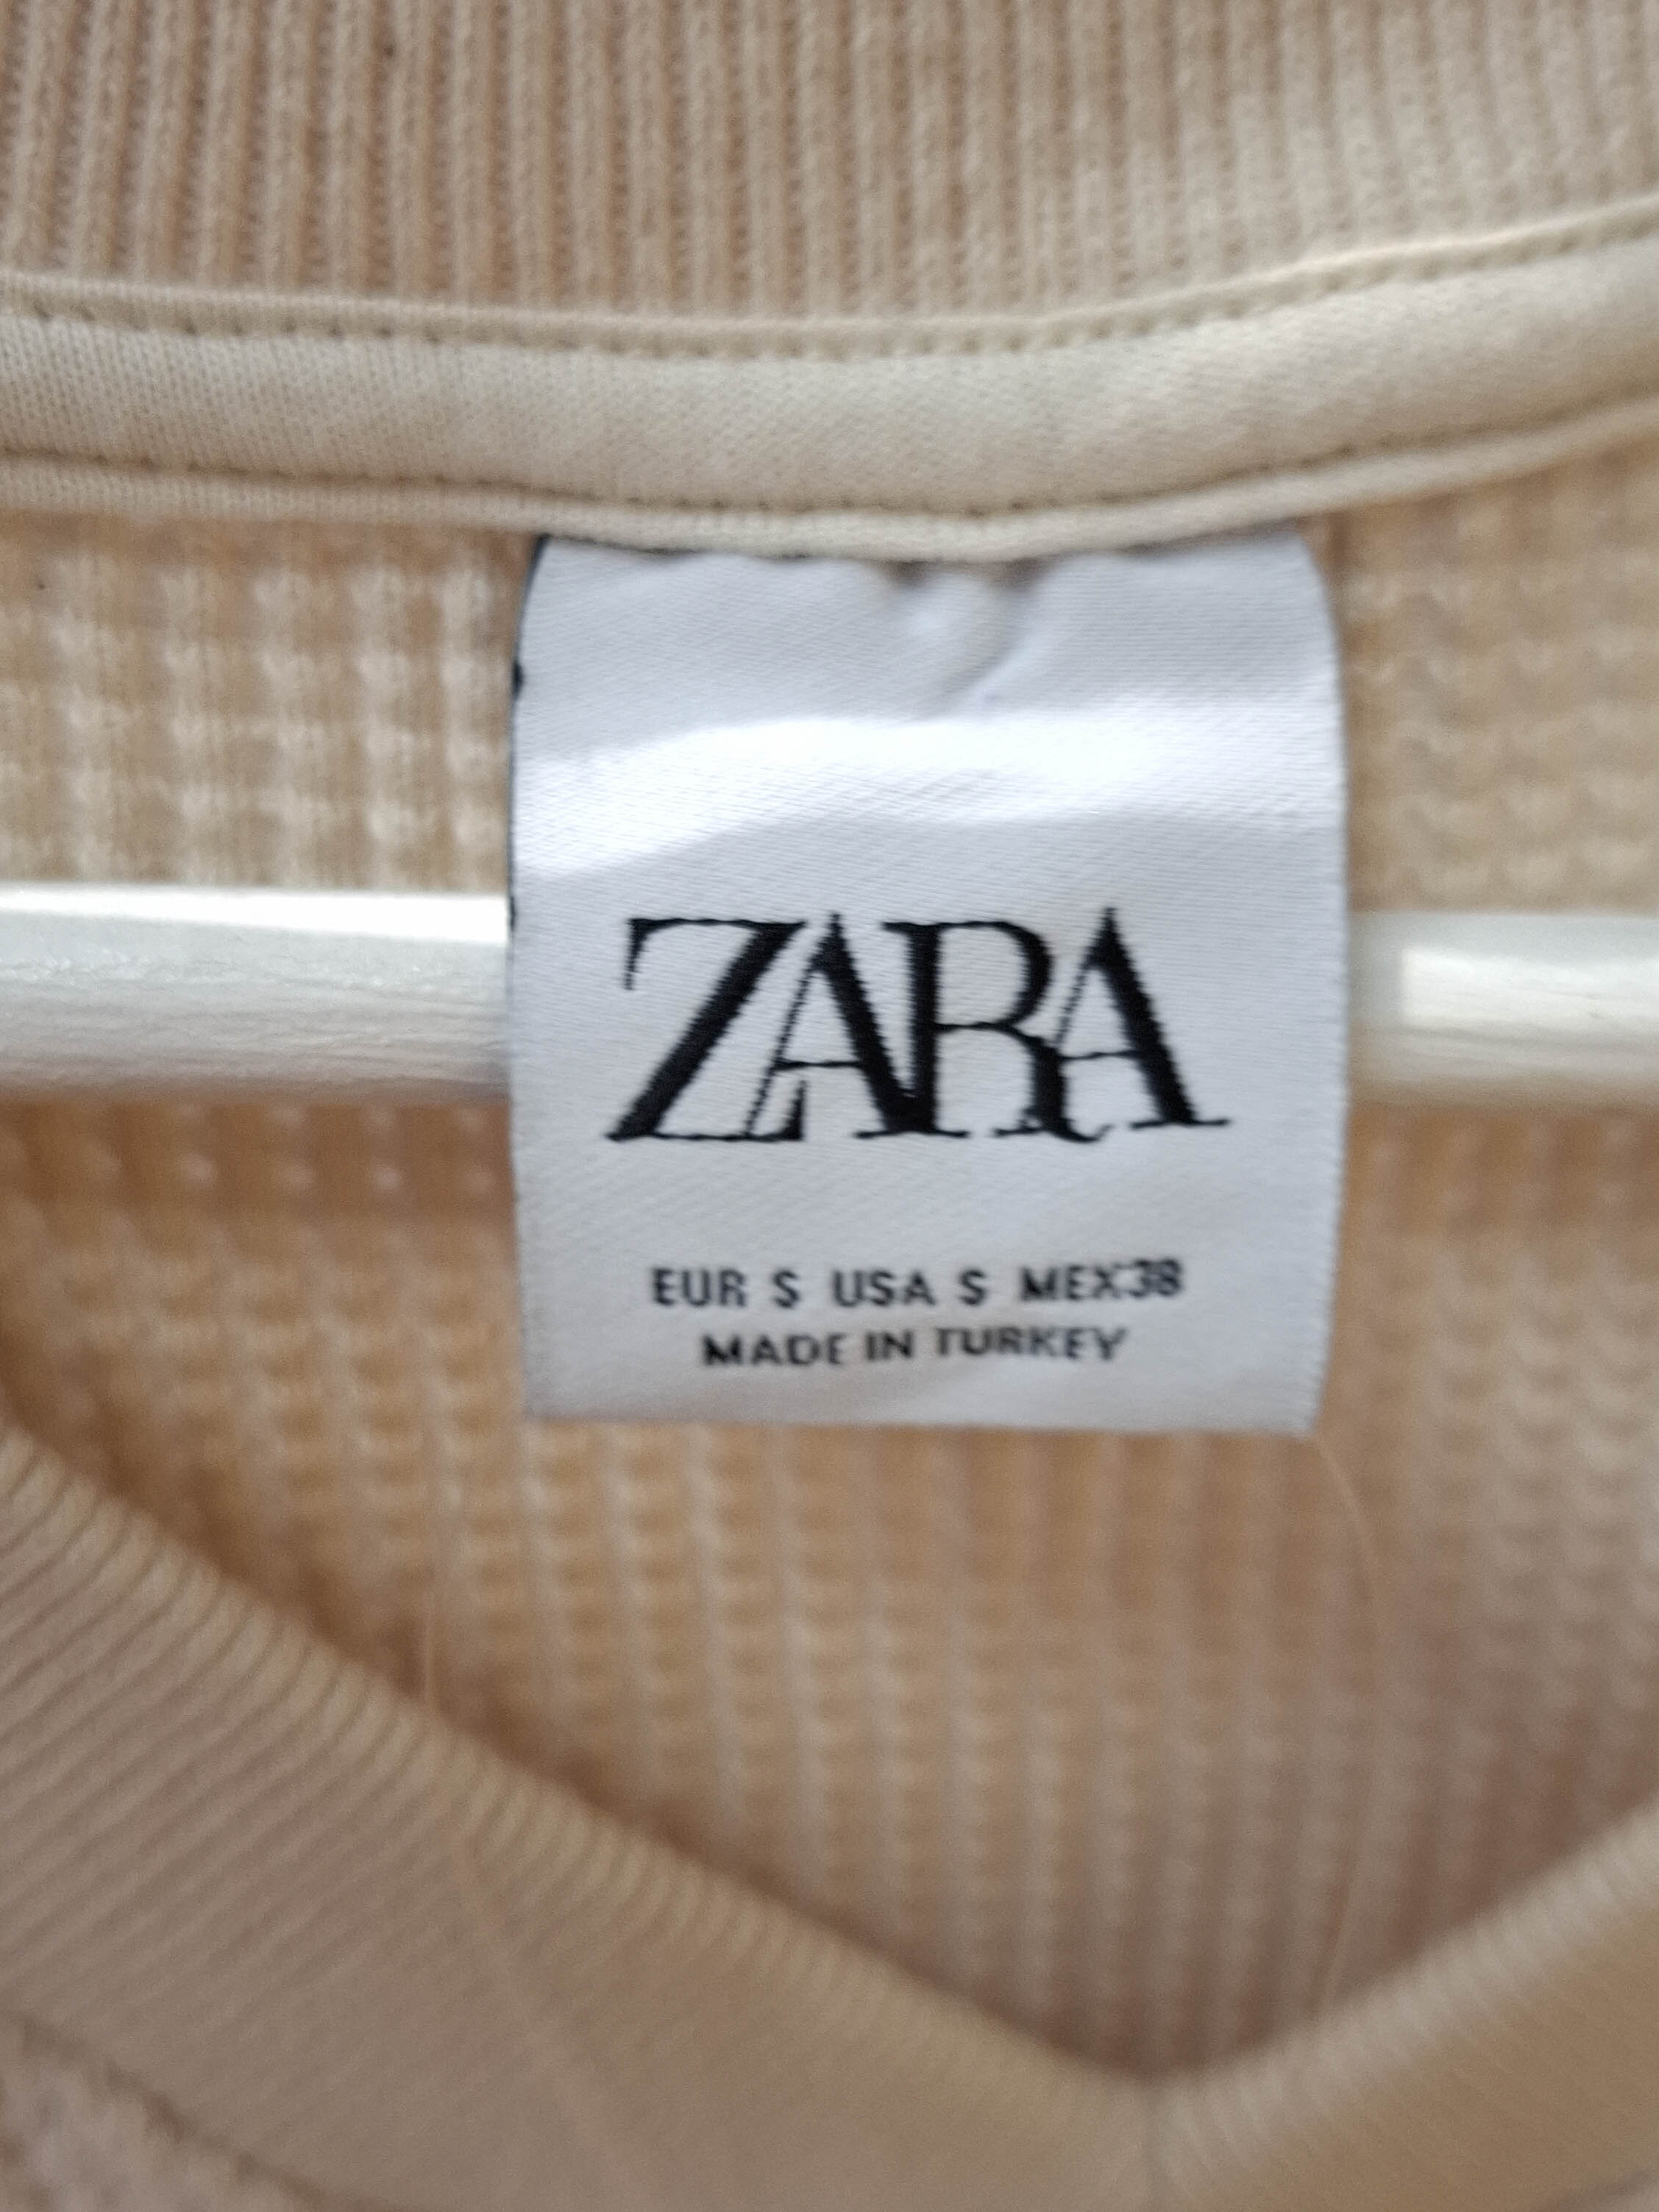 ZARA
EUR S USA S MEX38
MADE IN TURKEY